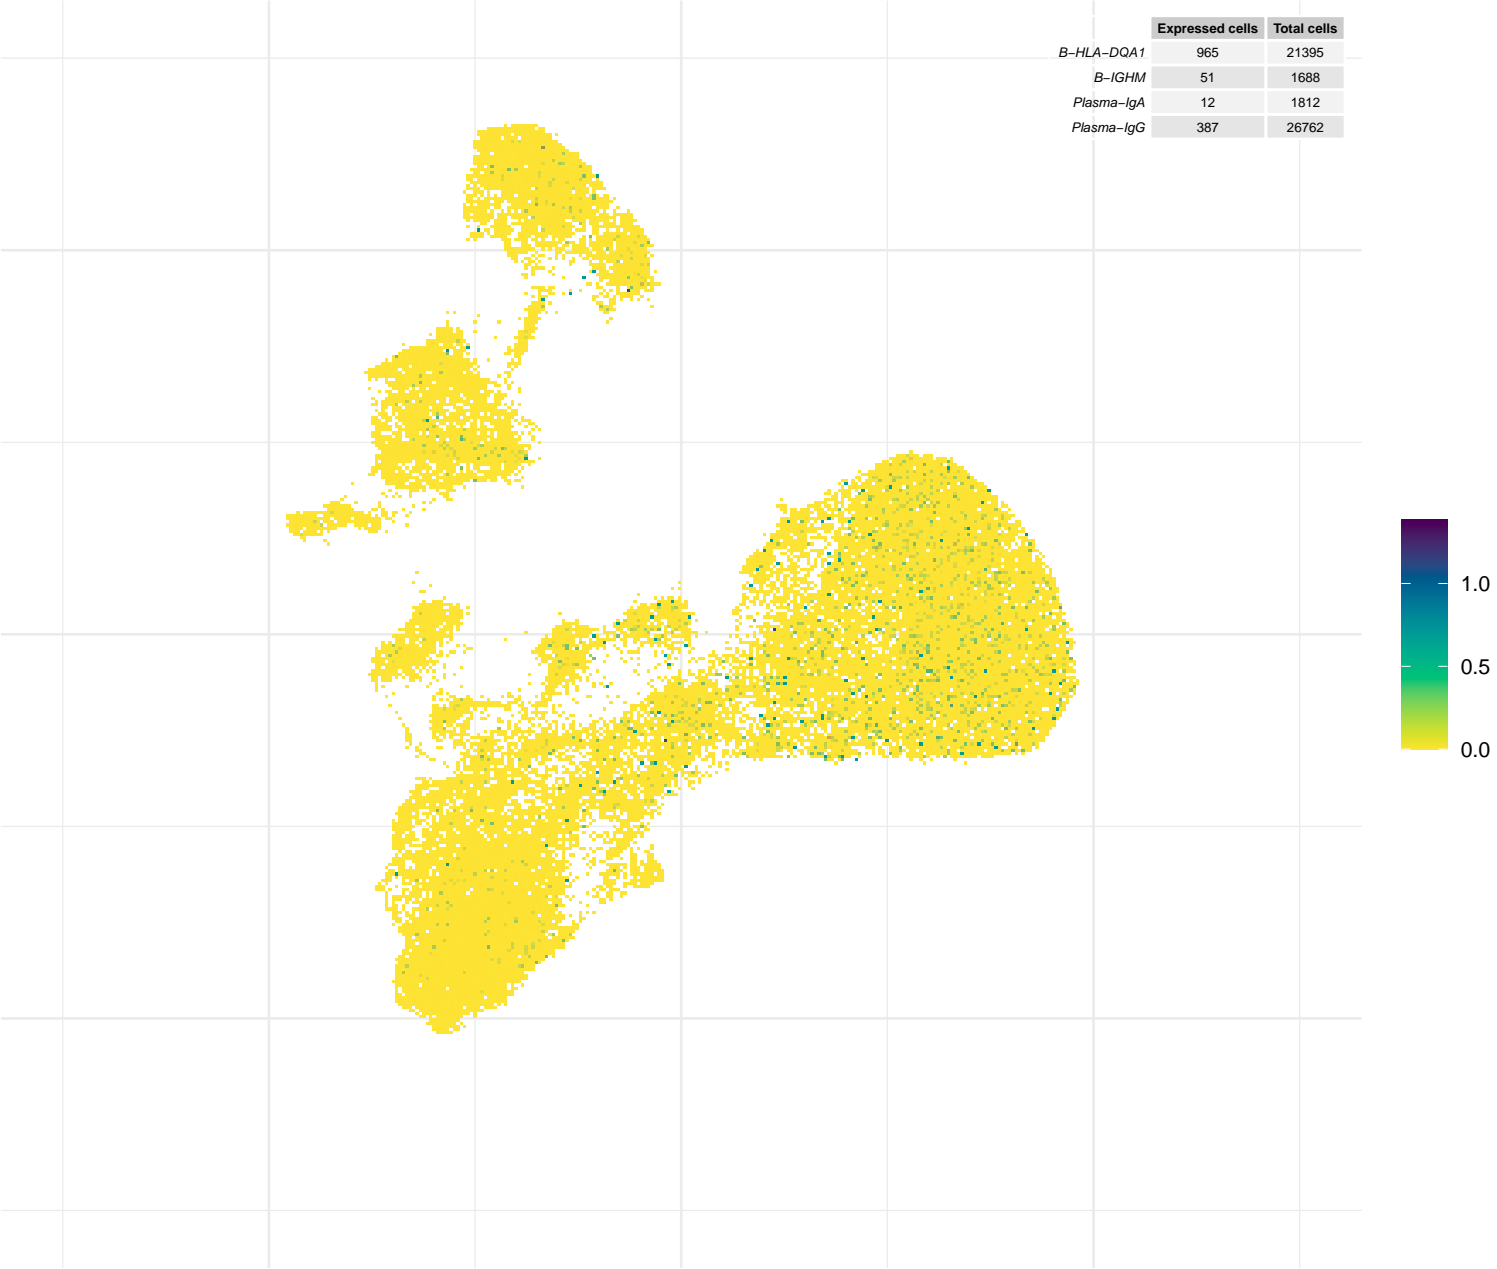 Expressed cells Total cells
B−HLA−DQA1 965 21395
B−IGHM 51 1688
Plasma−IgA 12 1812
Plasma−IgG 387 26762
1.0
0.5
0.0